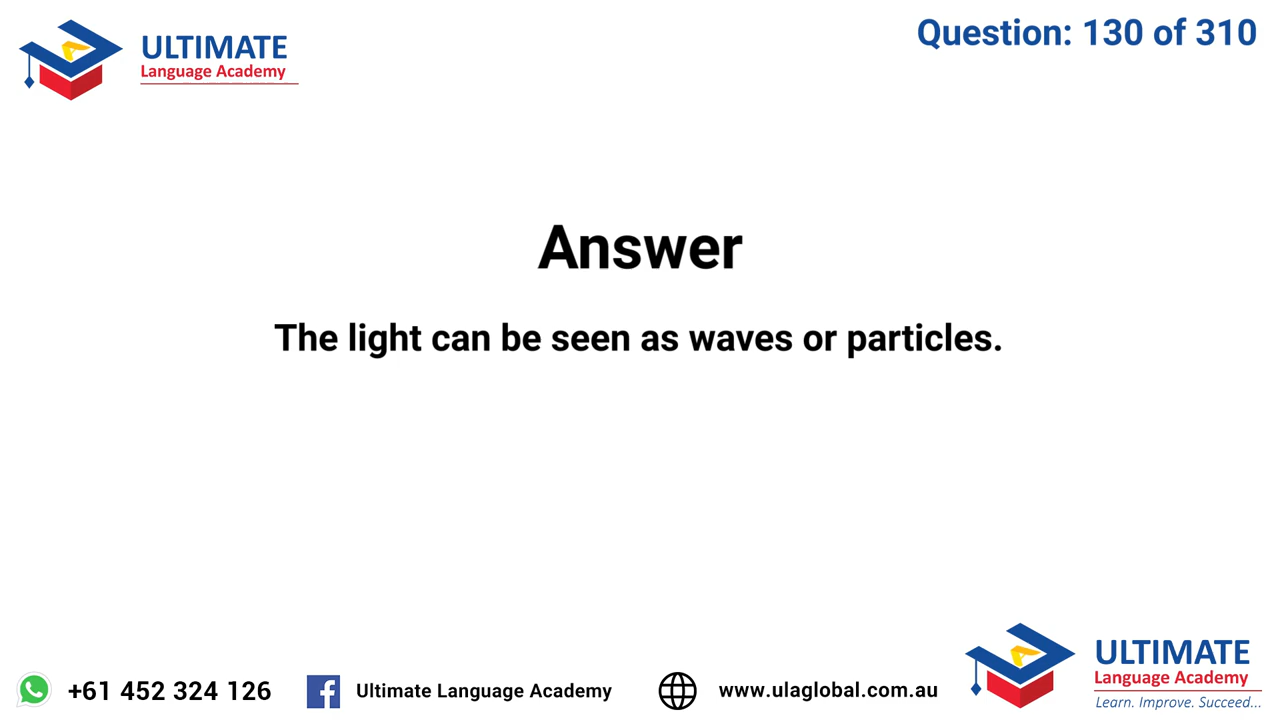 ULTIMATE
Language Academy
Question: 130 of 310
Answer
The light can be seen as waves or particles.
+61 452 324 126
Ultimate Language Academy
www.ulaglobal.com.au
ULTIMATE
Language Academy
Learn. Improve. Succeed...